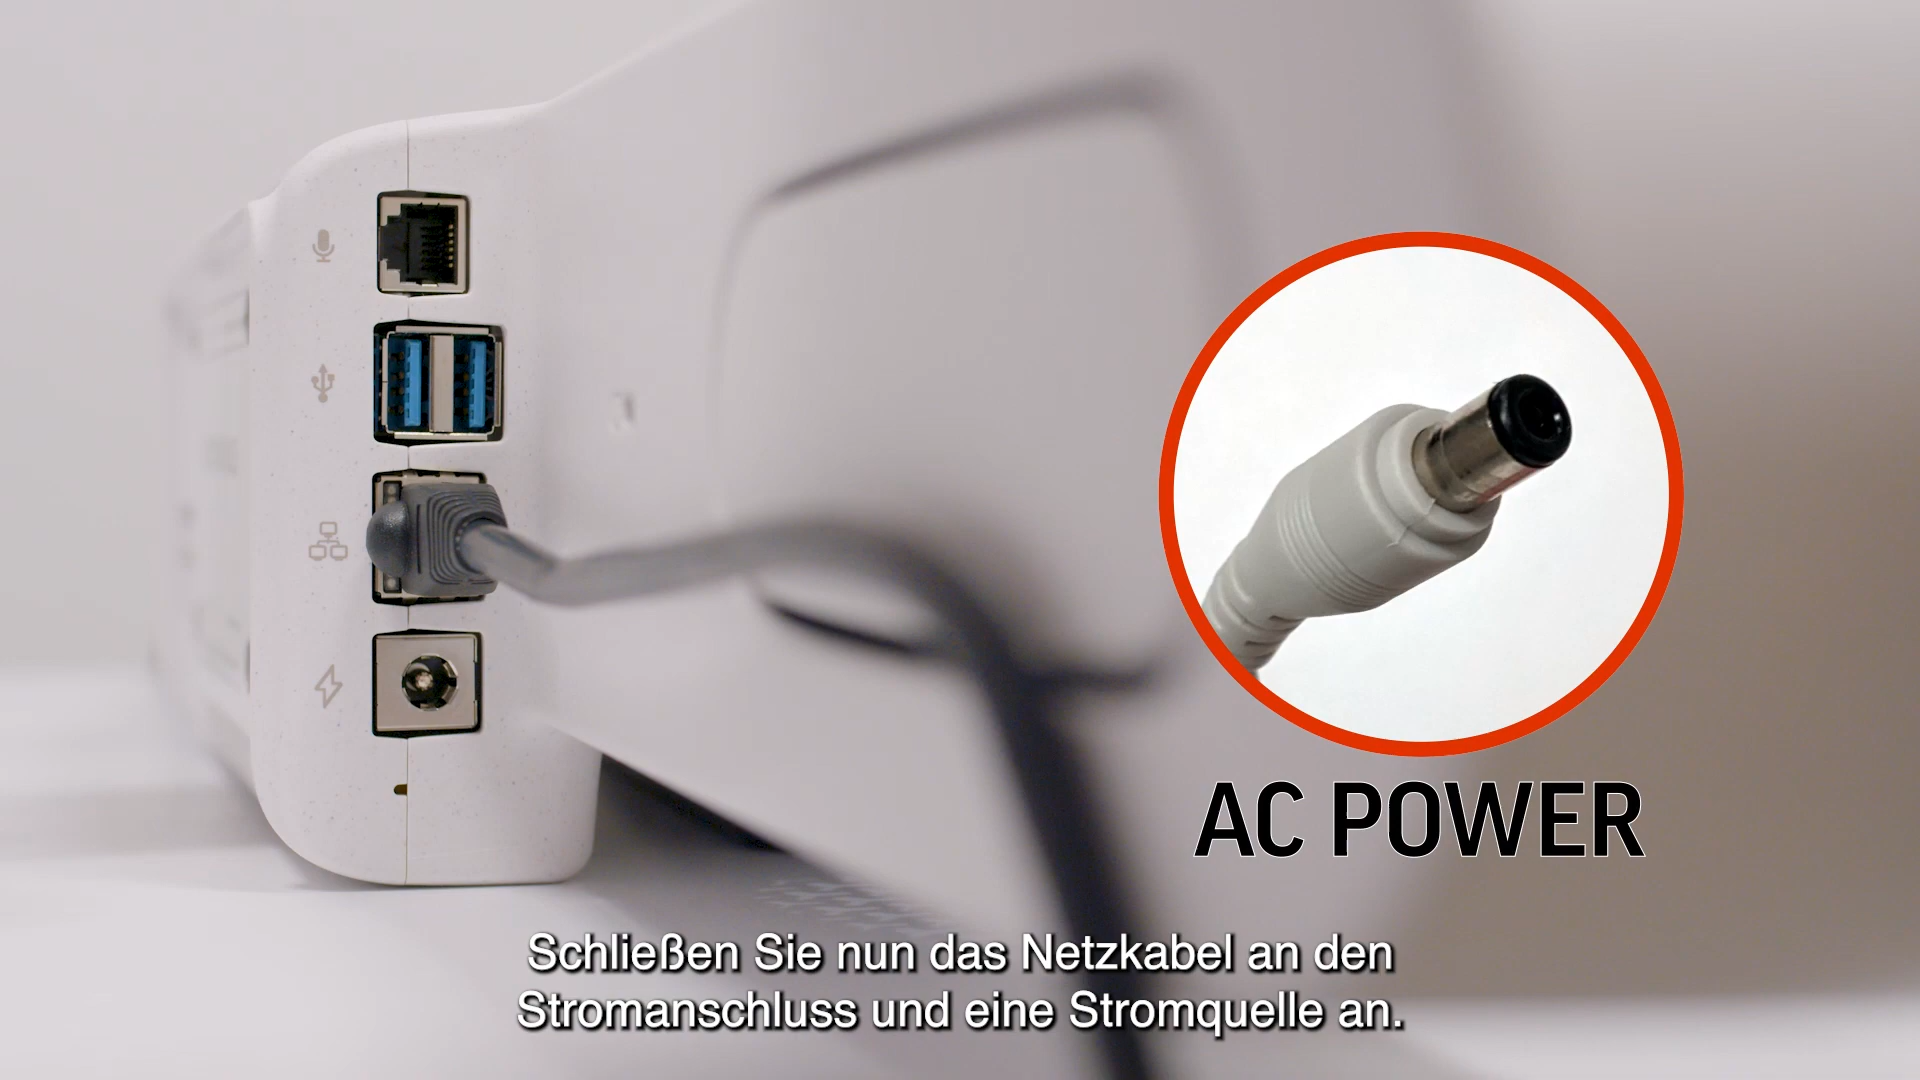 AC POWER
Schließen Sie nun das Netzkabel an den
Stromanschluss und eine Stromquelle an.